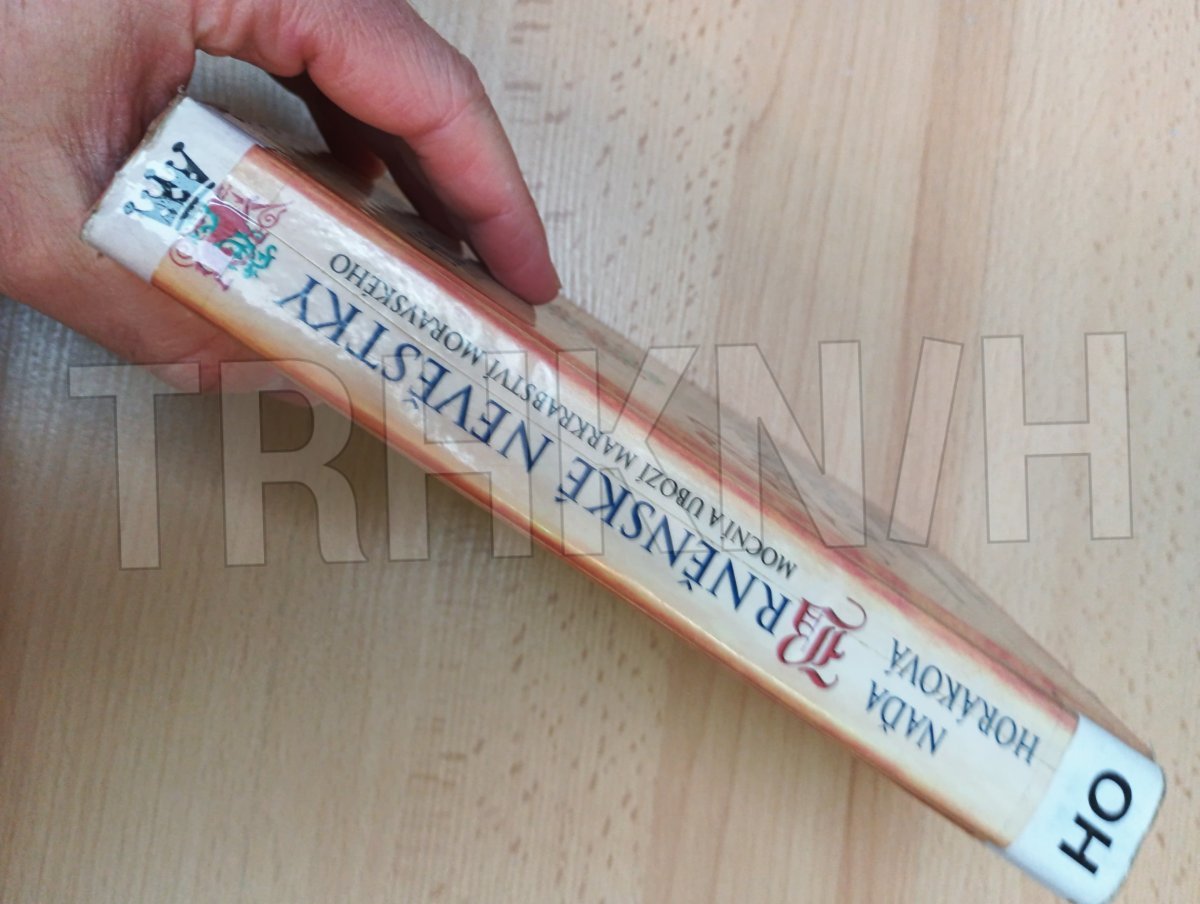 NAĎA
HORÁKOVÁ
BRNĚNSKÉ NEVĚSTKY
MOCNÍ A UBOZÍ MARKRABSTVÍ MORAVSKÉHO
HO
TRHKNIH